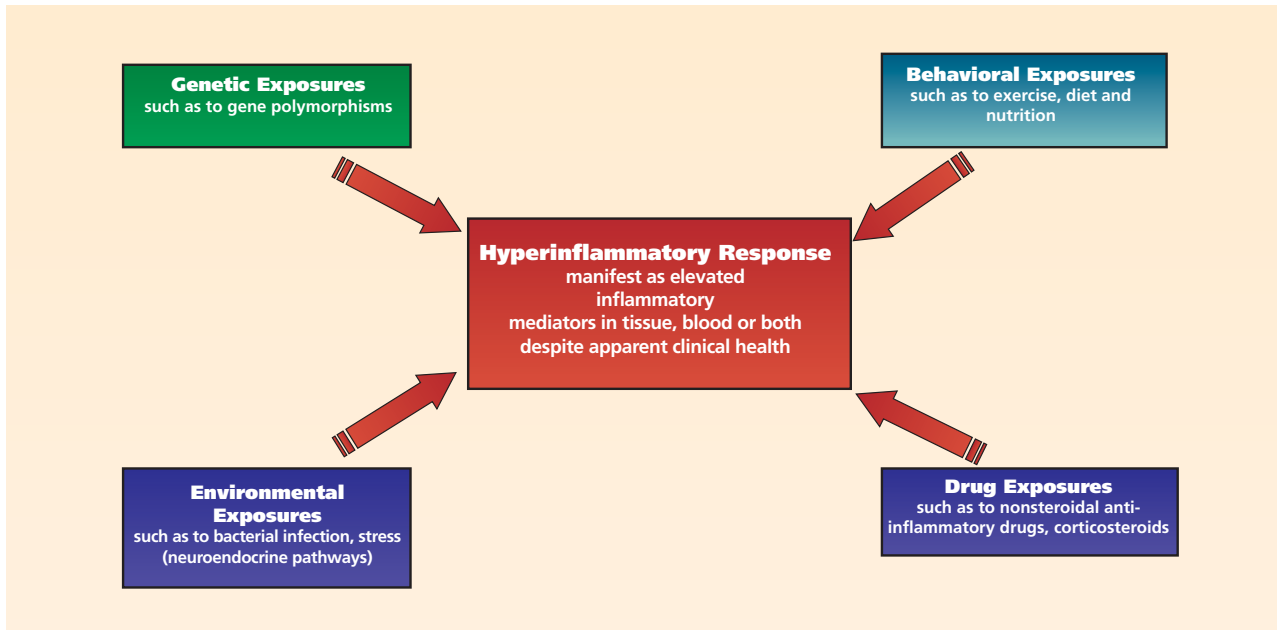 Genetic Exposures
such as to gene polymorphisms
Behavioral Exposures
such as to exercise, diet and
nutrition
Hyperinflammatory Response
manifest as elevated
inflammatory
mediators in tissue, blood or both
despite apparent clinical health
Environmental
Exposures
such as to bacterial infection, stress
(neuroendocrine pathways)
Drug Exposures
such as to nonsteroidal anti-
inflammatory drugs, corticosteroids